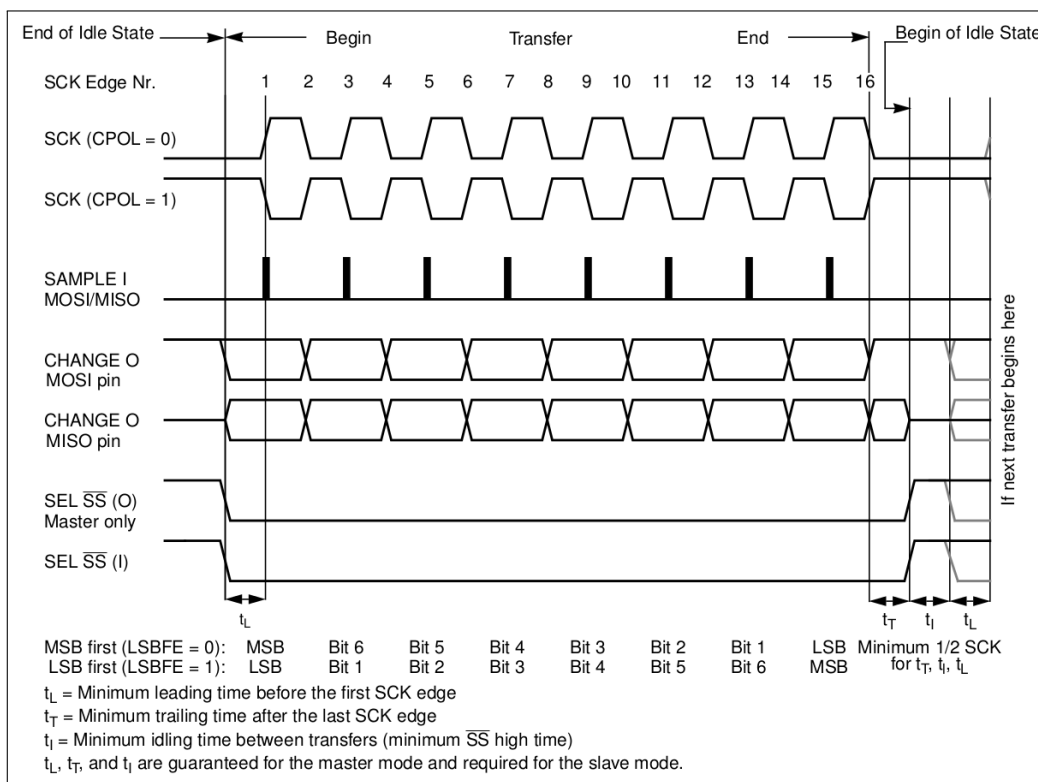 End of Idle State
Begin
Transfer
End
Begin of Idle State
SCK Edge Nr.
1 2 3 4 5 6 7 8 9 10 11 12 13 14 15 16
SCK (CPOL = 0)
SCK (CPOL = 1)
SAMPLE I
MOSI/MISO
CHANGE O
MOSI pin
CHANGE O
MISO pin
SEL SS (O)
Master only
SEL SS (I)
If next transfer begins here
tL
tT tI tL
MSB first (LSBFE = 0): MSB Bit 6 Bit 5 Bit 4 Bit 3 Bit 2 Bit 1 LSB Minimum 1/2 SCK
LSB first (LSBFE = 1): LSB Bit 1 Bit 2 Bit 3 Bit 4 Bit 5 Bit 6 MSB for tT, tI, tL
tL = Minimum leading time before the first SCK edge
tT = Minimum trailing time after the last SCK edge
tI = Minimum idling time between transfers (minimum SS high time)
tL, tT, and tI are guaranteed for the master mode and required for the slave mode.